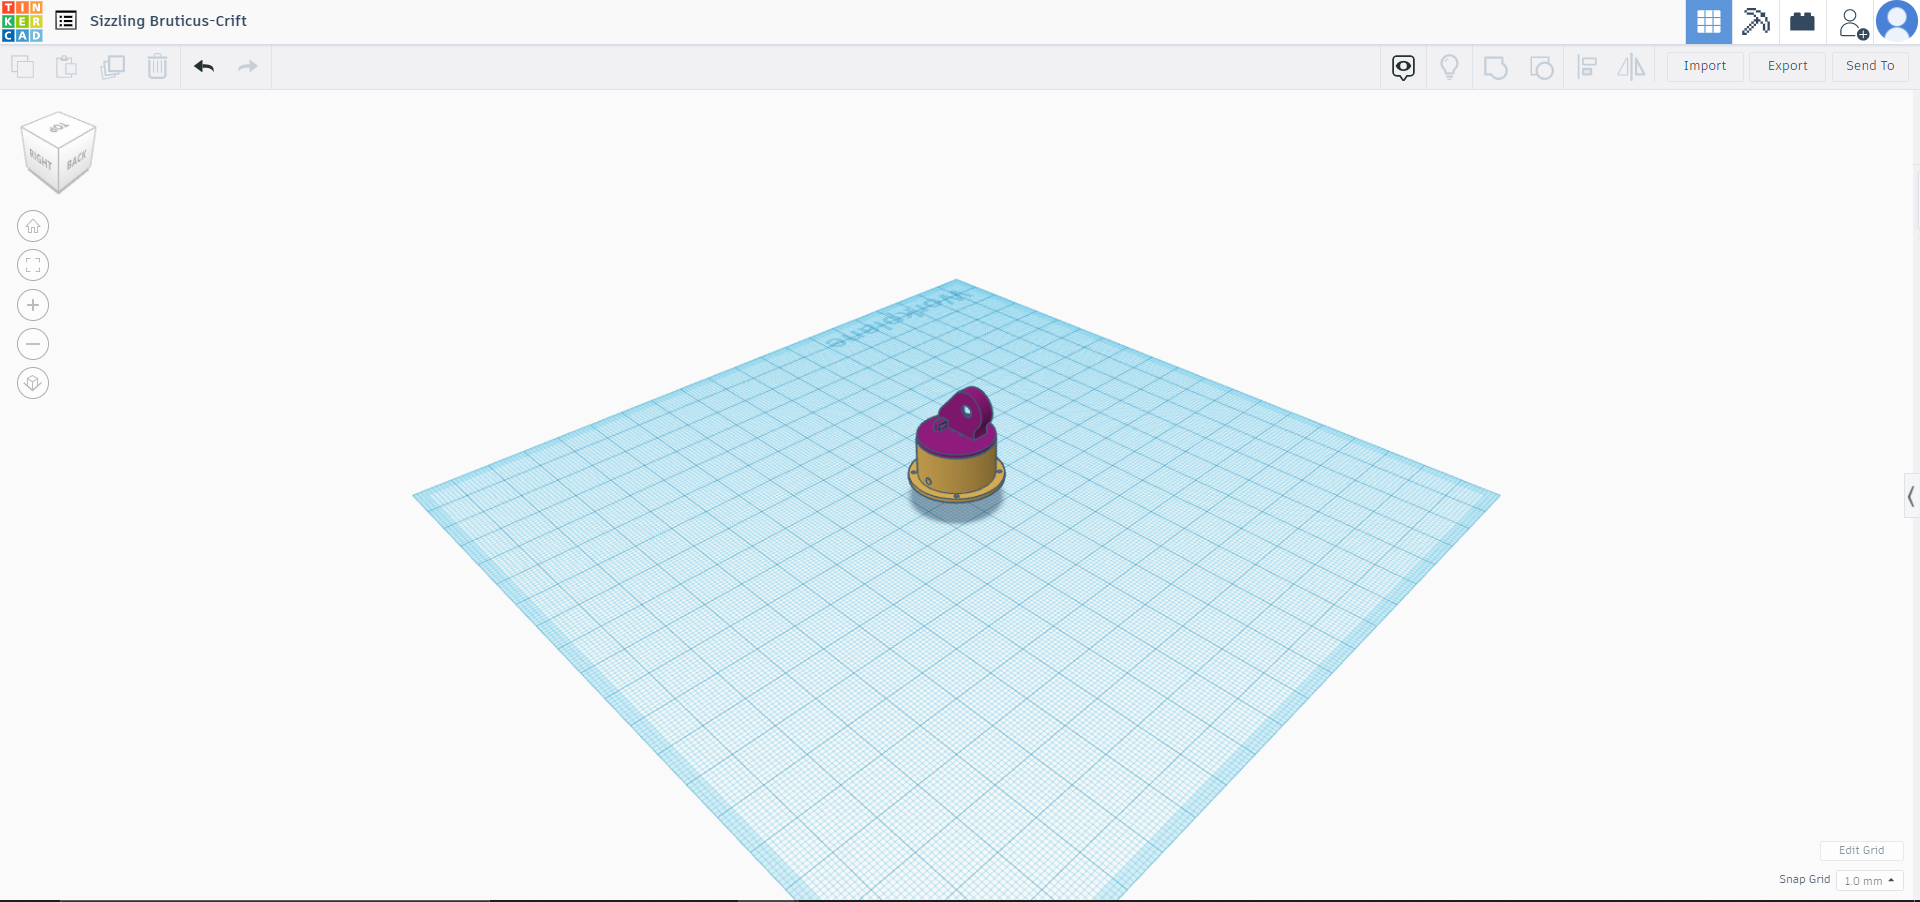 TIN
KER
CAD
Sizzling Bruticus-Crift
Import
Export
Send To
TOP
RIGHT
BACK
Workplane
Edit Grid
Snap Grid
1.0 mm